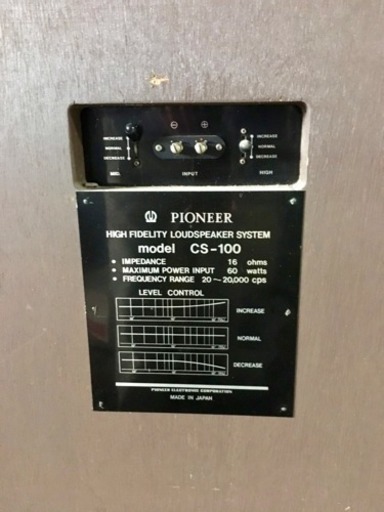 INCREASE
NORMAL
DECREASE
MID.
⊖ ⊕
INPUT
INCREASE
NORMAL
DECREASE
HIGH
PIONEER
HIGH FIDELITY LOUDSPEAKER SYSTEM
model CS-100
• IMPEDANCE 16 ohms
• MAXIMUM POWER INPUT 60 watts
• FREQUENCY RANGE 20~20,000 cps
LEVEL CONTROL
INCREASE
NORMAL
DECREASE
PIONEER ELECTRONIC CORPORATION
MADE IN JAPAN